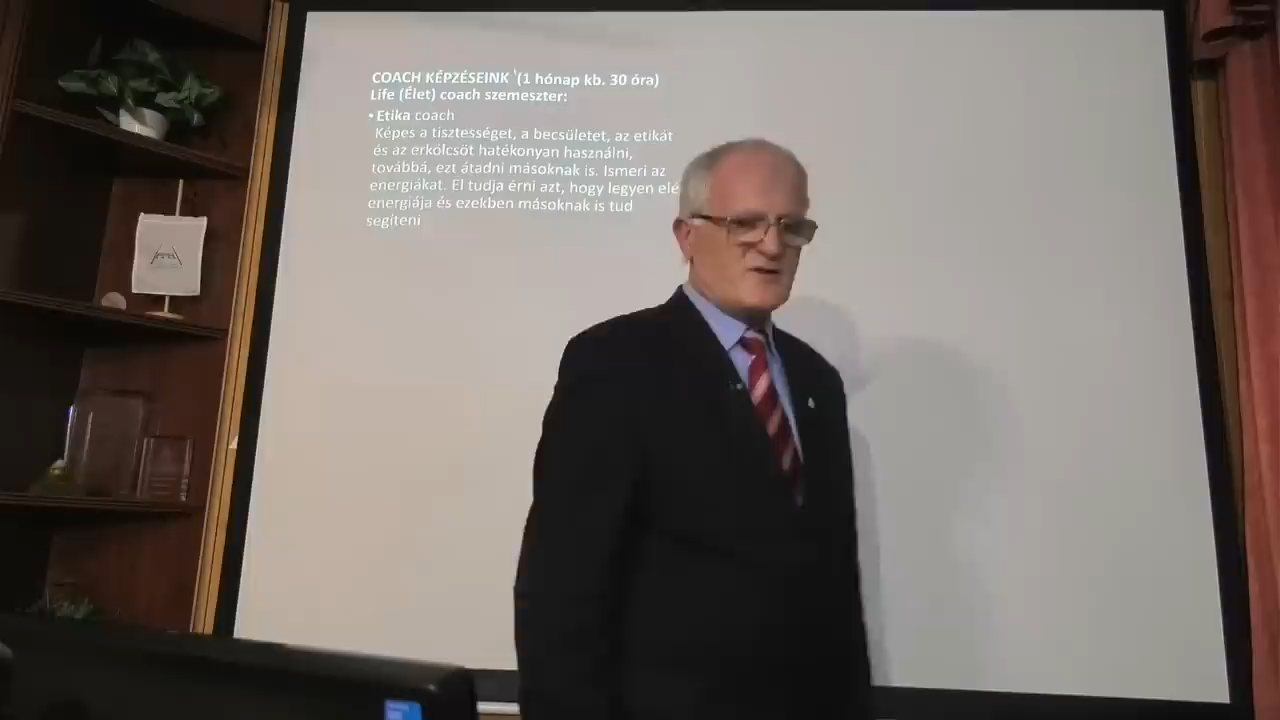 COACH KÉPZÉSEINK (1 hónap kb. 30 óra)
Life (Élet) coach szemeszter:
• Etika coach
Képes a tisztességet, a becsületet, az etikát
és az erkölcsöt hatékonyan használni,
továbbá, ezt átadni másoknak is. Ismeri az
energiákat. El tudja érni azt, hogy legyen elé
energiája és ezekben másoknak is tud
segíteni